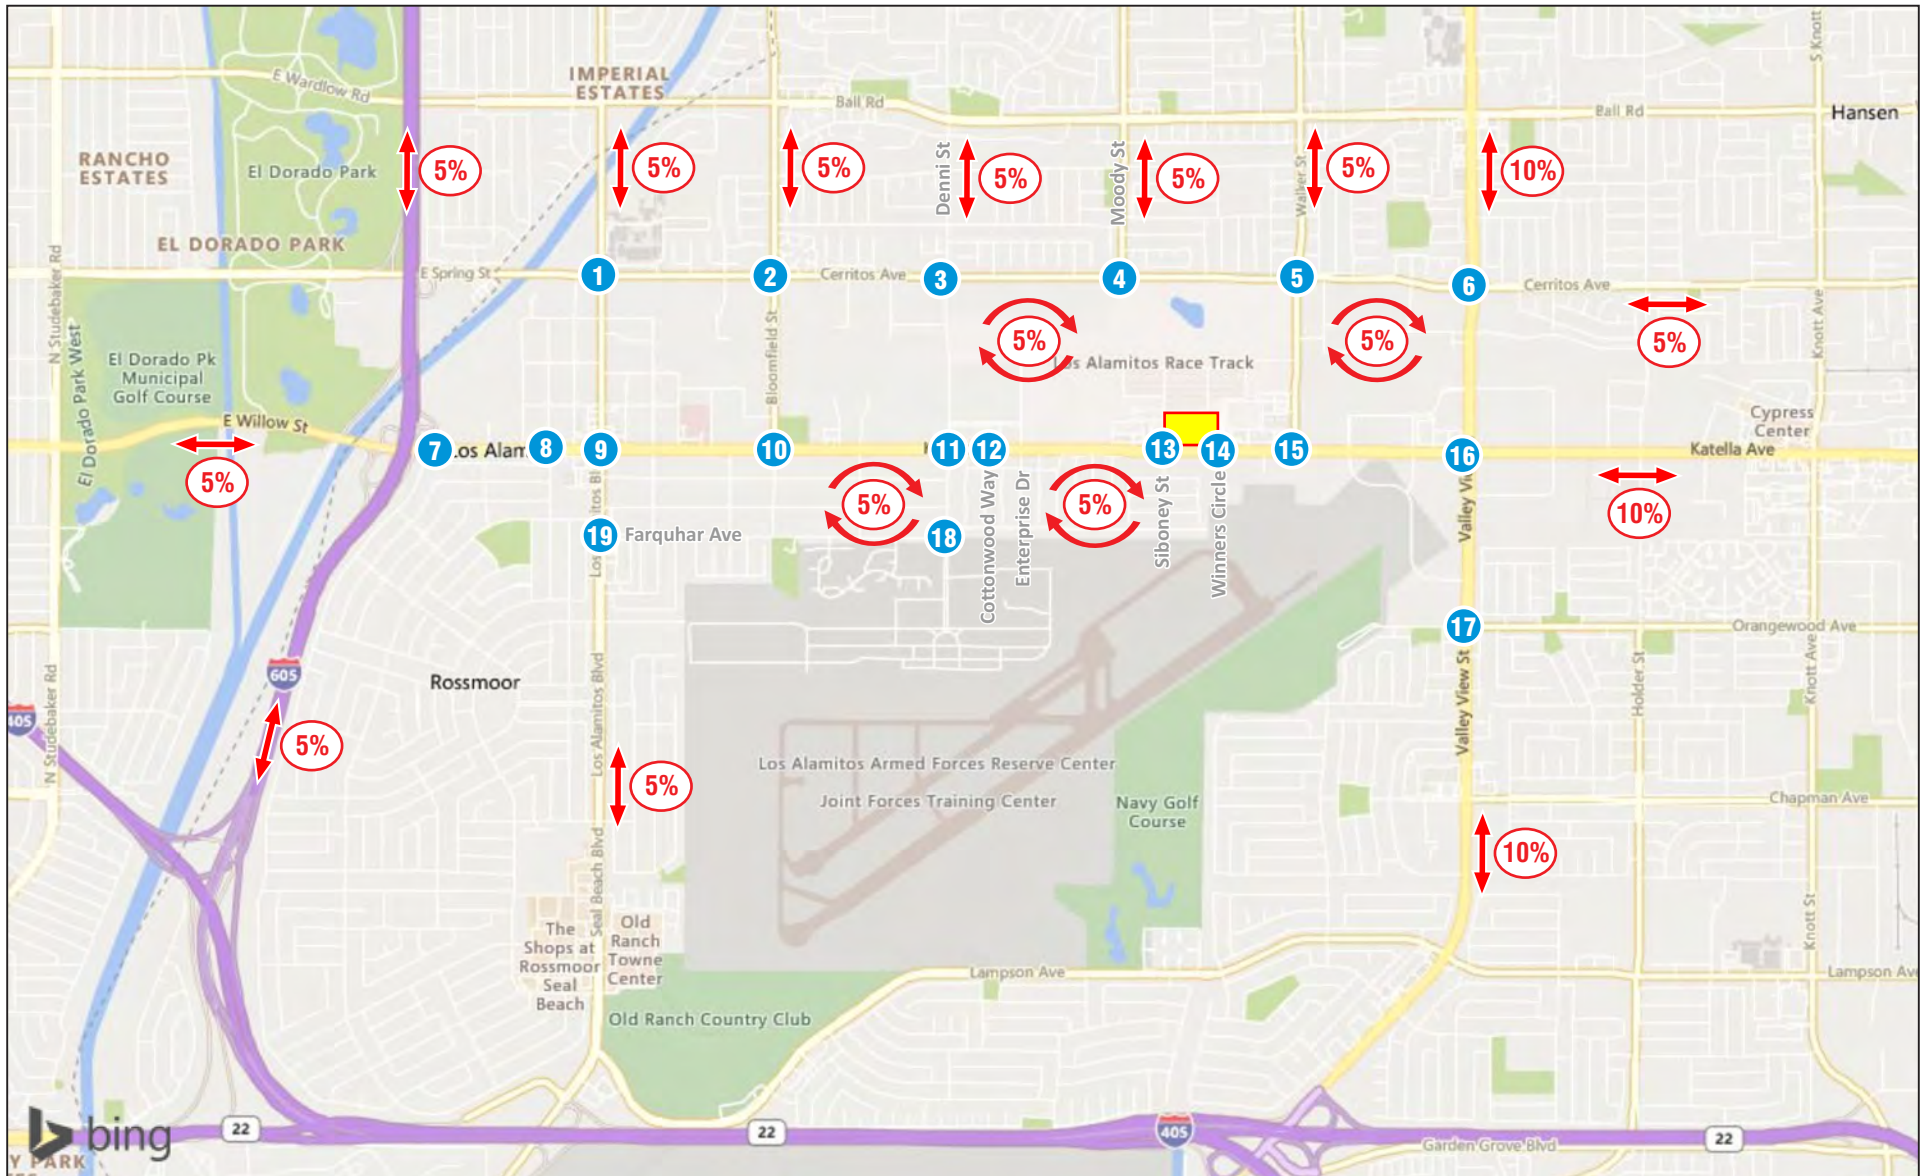 S Knott
IMPERIAL
ESTATES
E Wardlow Rd
Ball Rd
Ball Rd
Hansen
RANCHO
ESTATES
El Dorado Park
5%
5%
5%
Denni St
5%
Moody St
5%
Walker St
5%
10%
EL DORADO PARK
N Studebaker Rd
E Spring St
1
2
Cerritos Ave
3
4
5
6
Cerritos Ave
Knott Ave
El Dorado Park West
El Dorado Pk
Municipal
Golf Course
Bloomfield St
5%
Los Alamitos Race Track
5%
5%
E Willow St
5%
7
8
9
10
11
12
13
14
15
16
Katella Ave
Cypress
Center
10%
5%
5%
Cottonwood Way
Enterprise Dr
Siboney St
Winners Circle
19
Farquhar Ave
18
17
Orangewood Ave
Valley View St
Holder St
Knott Ave
605
405
N Studebaker Rd
Rossmoor
5%
Los Alamitos Blvd
5%
Los Alamitos Armed Forces Reserve Center
Joint Forces Training Center
Navy Golf
Course
Chapman Ave
10%
Seal Beach Blvd
The
Shops at
Rossmoor
Seal
Beach
Old
Ranch
Towne
Center
Knott St
Lampson Ave
Lampson Av
Old Ranch Country Club
bing
22
22
405
Garden Grove Blvd
22
Y PARK